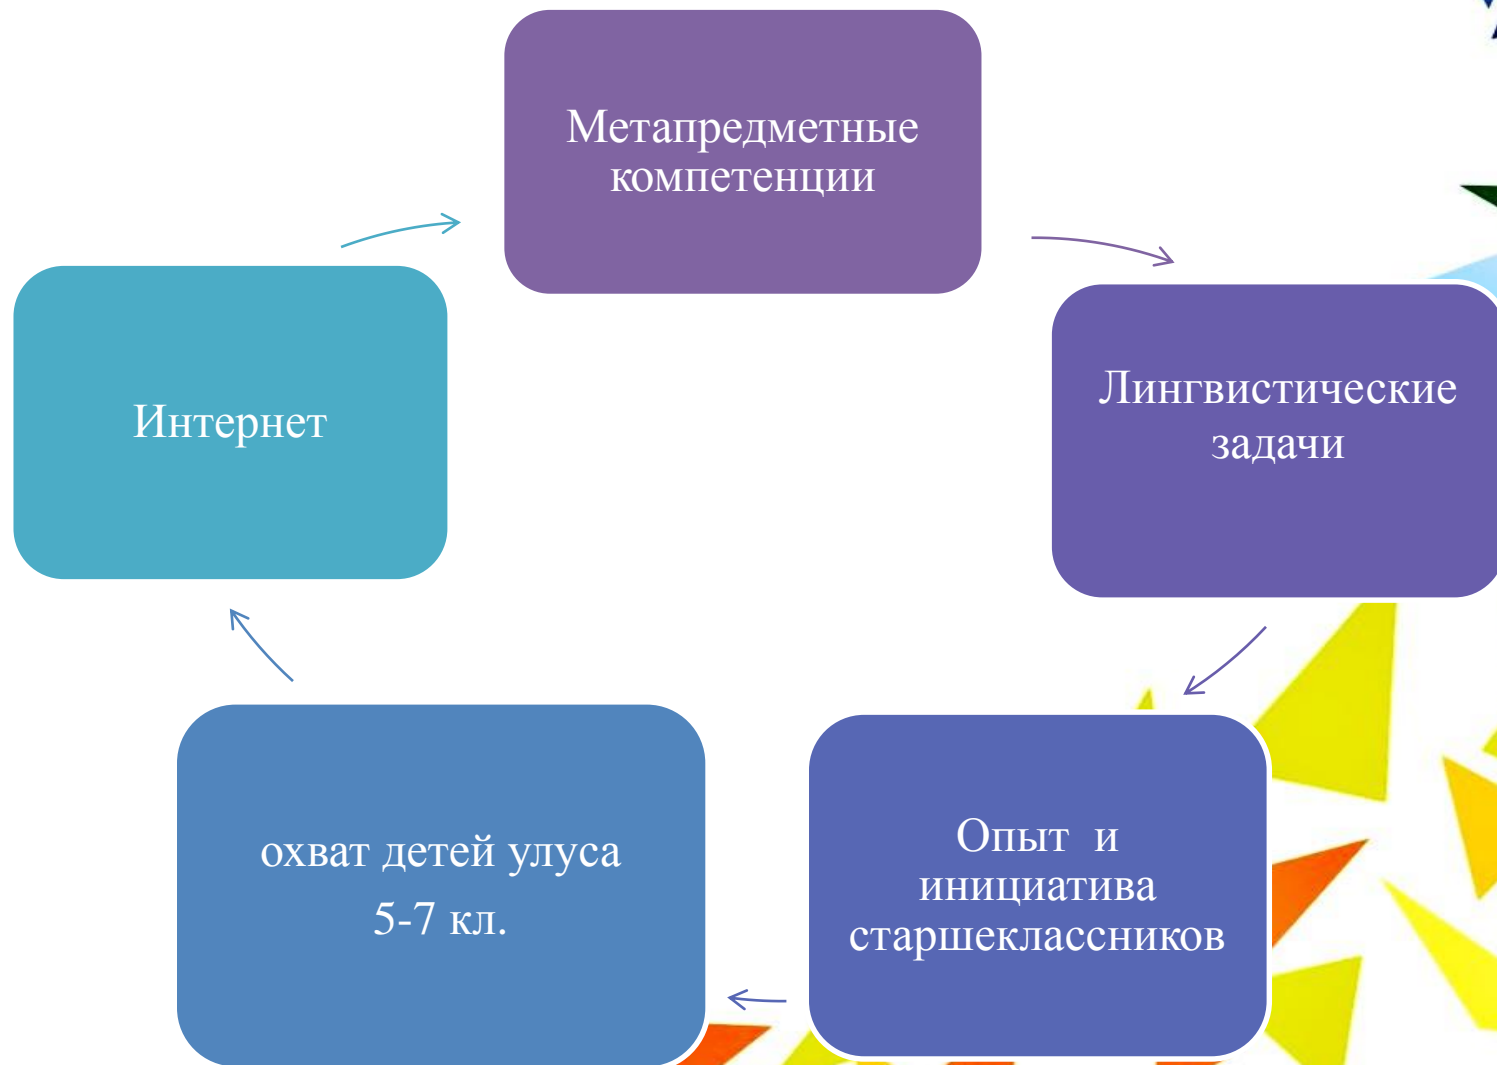 Метапредметные
компетенции
Лингвистические
задачи
Опыт и
инициатива
старшеклассников
охват детей улуса
5-7 кл.
Интернет